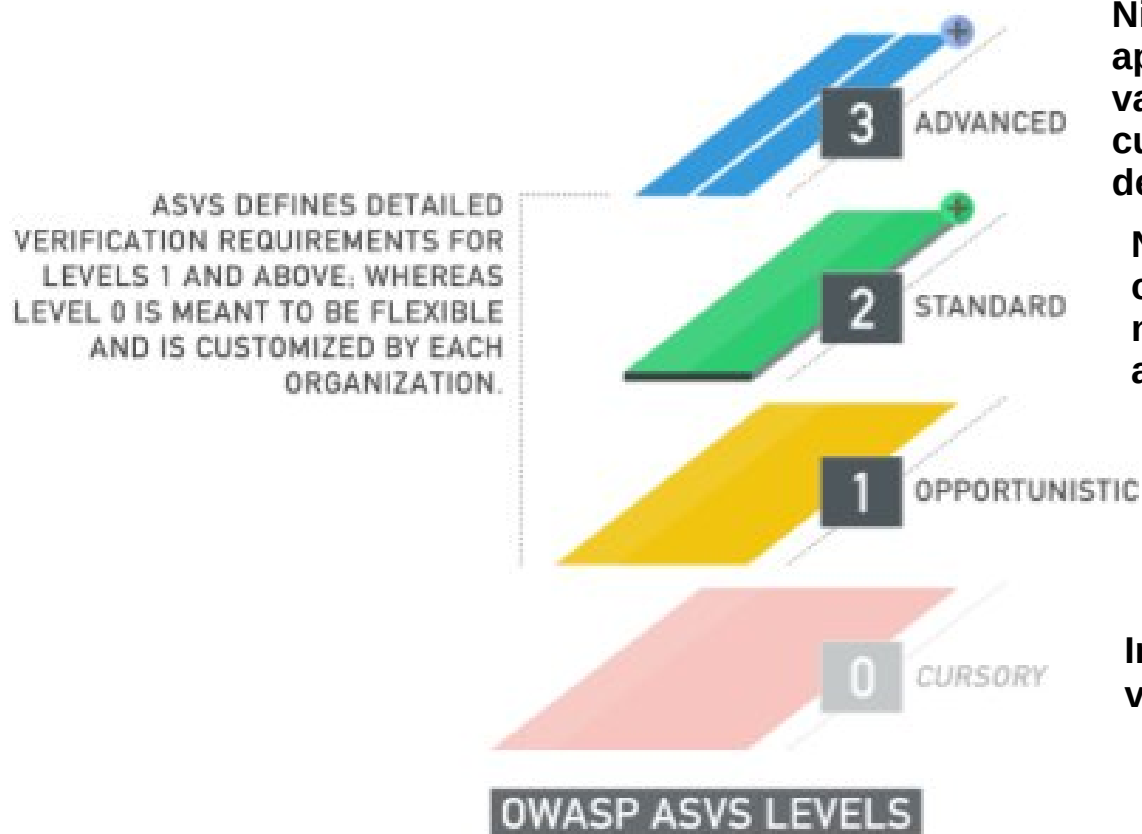 3 ADVANCED
ASVS DEFINES DETAILED
VERIFICATION REQUIREMENTS FOR
LEVELS 1 AND ABOVE; WHEREAS
LEVEL 0 IS MEANT TO BE FLEXIBLE
AND IS CUSTOMIZED BY EACH
ORGANIZATION.
2 STANDARD
1 OPPORTUNISTIC
0 CURSORY
OWASP ASVS LEVELS